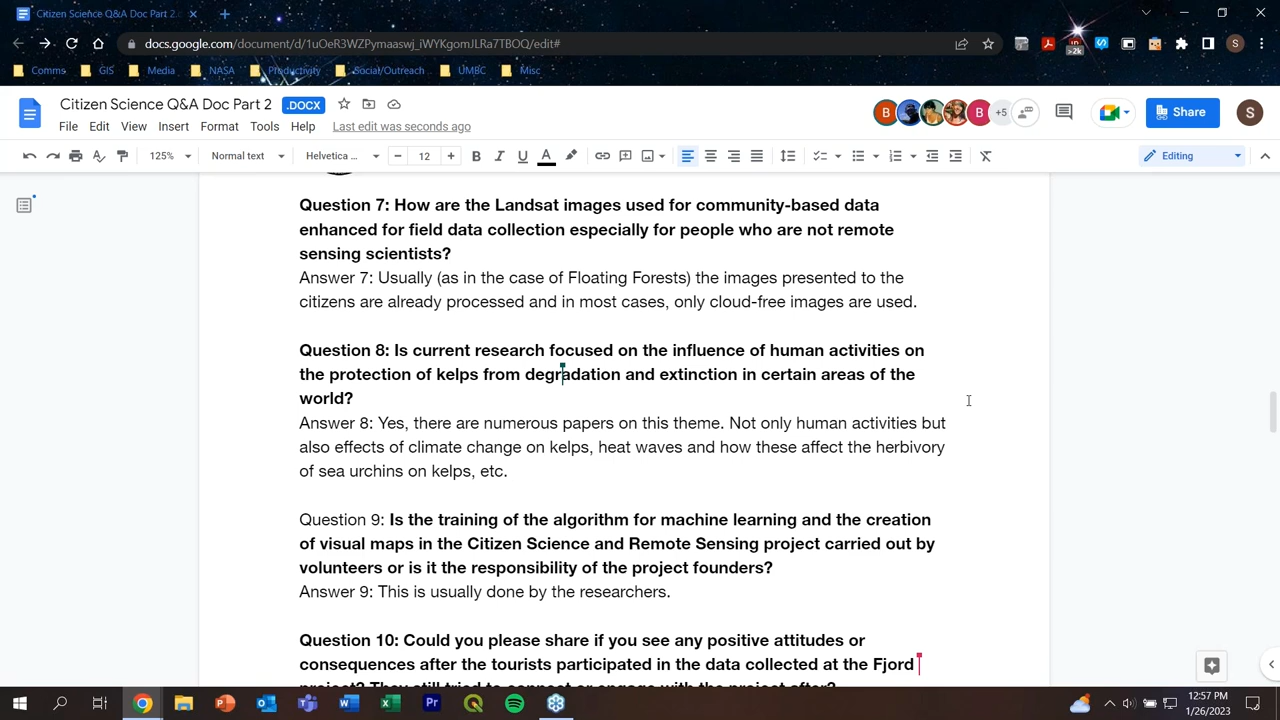 Citizen Science Q&A Doc Part 2.
docs.google.com/document/d/1uOeR3WZPymaaswj_iWYKgomJLRa7TBOQ/edit#
>2k
S
Comms GIS Media NASA Productivity Social/Outreach UMBC Misc
Citizen Science Q&A Doc Part 2 .DOCX
B B +5 Share S
File Edit View Insert Format Tools Help Last edit was seconds ago
125% Normal text Helvetica ... 12 B I U A Editing
Question 7: How are the Landsat images used for community-based data
enhanced for field data collection especially for people who are not remote
sensing scientists?
Answer 7: Usually (as in the case of Floating Forests) the images presented to the
citizens are already processed and in most cases, only cloud-free images are used.
Question 8: Is current research focused on the influence of human activities on
the protection of kelps from degradation and extinction in certain areas of the
world?
Answer 8: Yes, there are numerous papers on this theme. Not only human activities but
also effects of climate change on kelps, heat waves and how these affect the herbivory
of sea urchins on kelps, etc.
Question 9: Is the training of the algorithm for machine learning and the creation
of visual maps in the Citizen Science and Remote Sensing project carried out by
volunteers or is it the responsibility of the project founders?
Answer 9: This is usually done by the researchers.
Question 10: Could you please share if you see any positive attitudes or
consequences after the tourists participated in the data collected at the Fjord
project? They still tried to
12:57 PM
1/26/2023